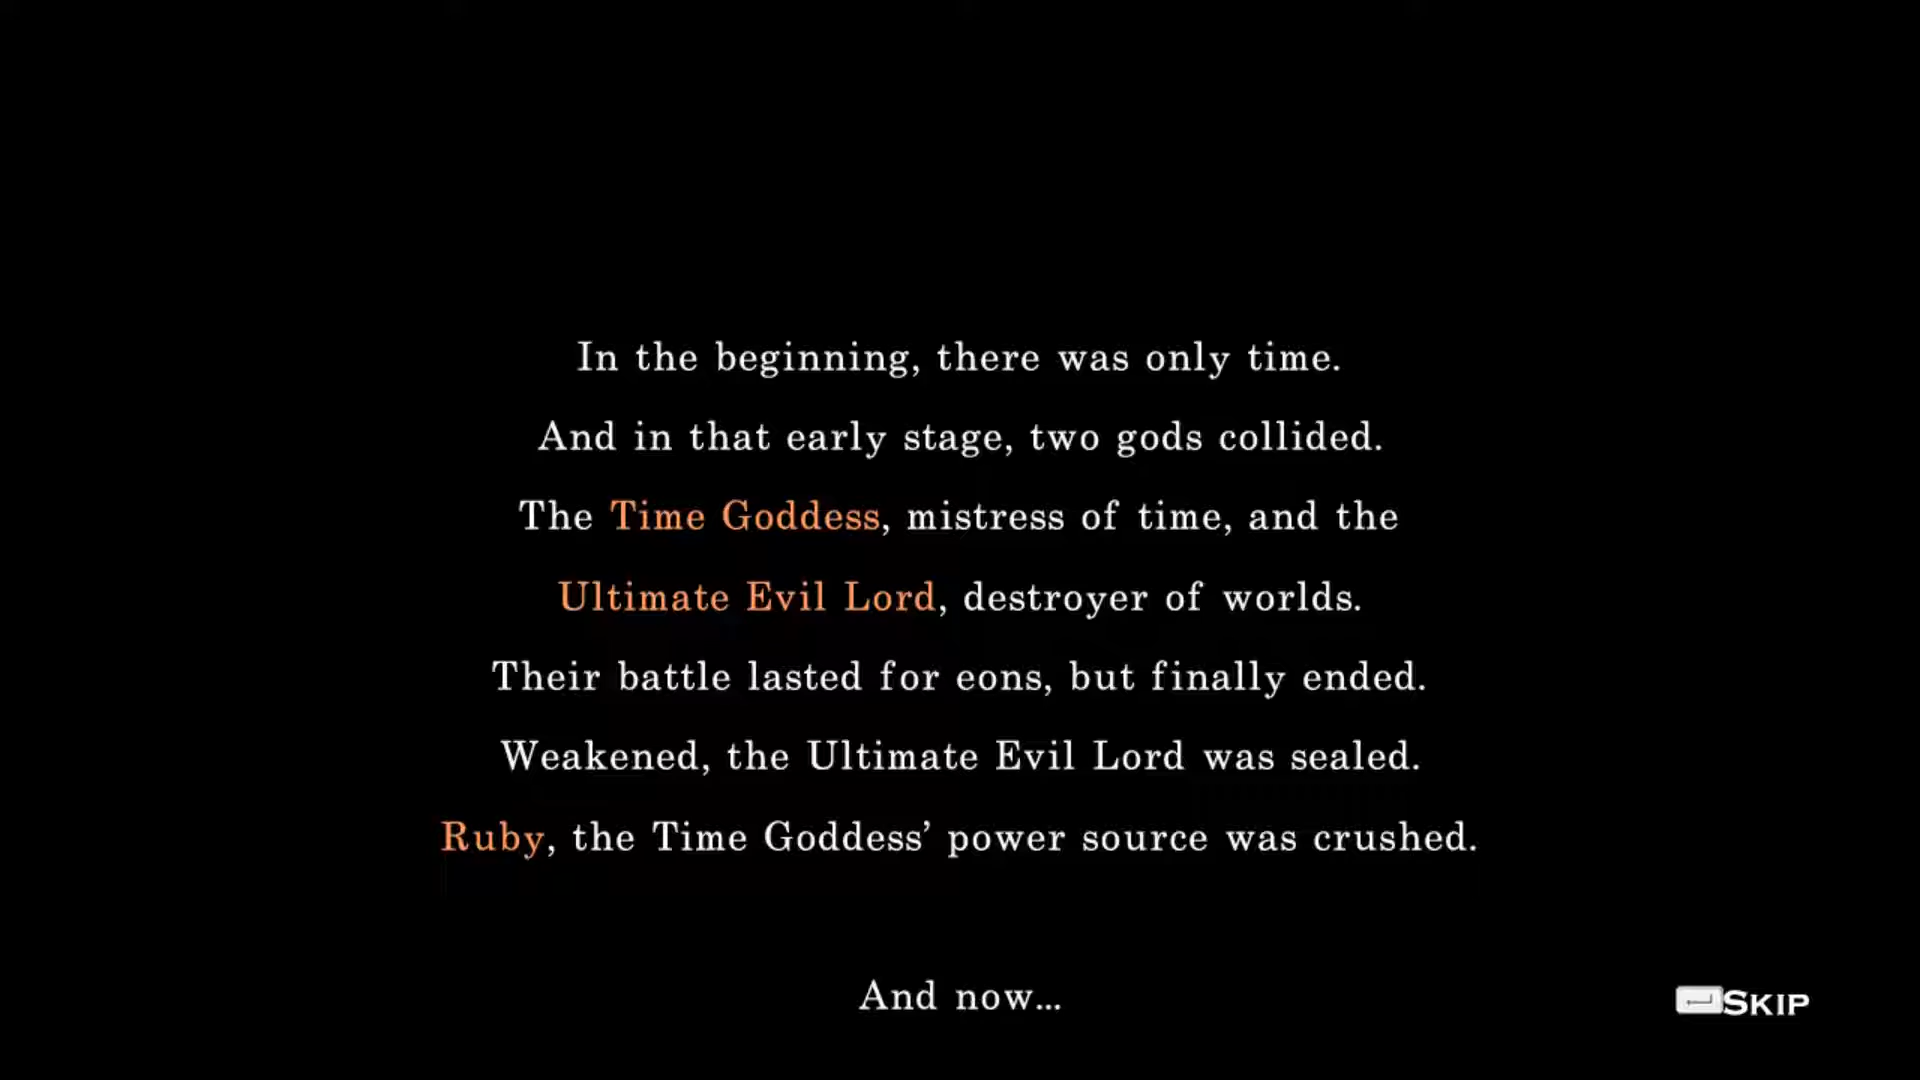 In the beginning, there was only time.
And in that early stage, two gods collided.
The Time Goddess, mistress of time, and the
Ultimate Evil Lord, destroyer of worlds.
Their battle lasted for eons, but finally ended.
Weakened, the Ultimate Evil Lord was sealed.
Ruby, the Time Goddess’ power source was crushed.
And now...
SKIP